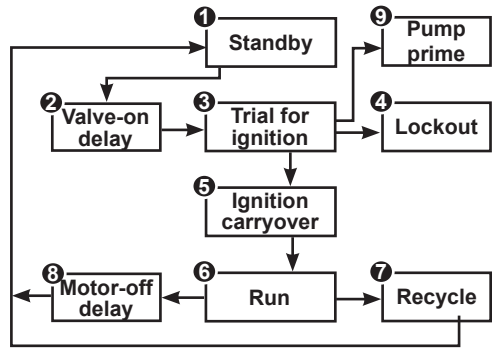 1
Standby
9
Pump
prime
2
Valve-on
delay
3
Trial for
ignition
4
Lockout
5
Ignition
carryover
8
Motor-off
delay
6
Run
7
Recycle